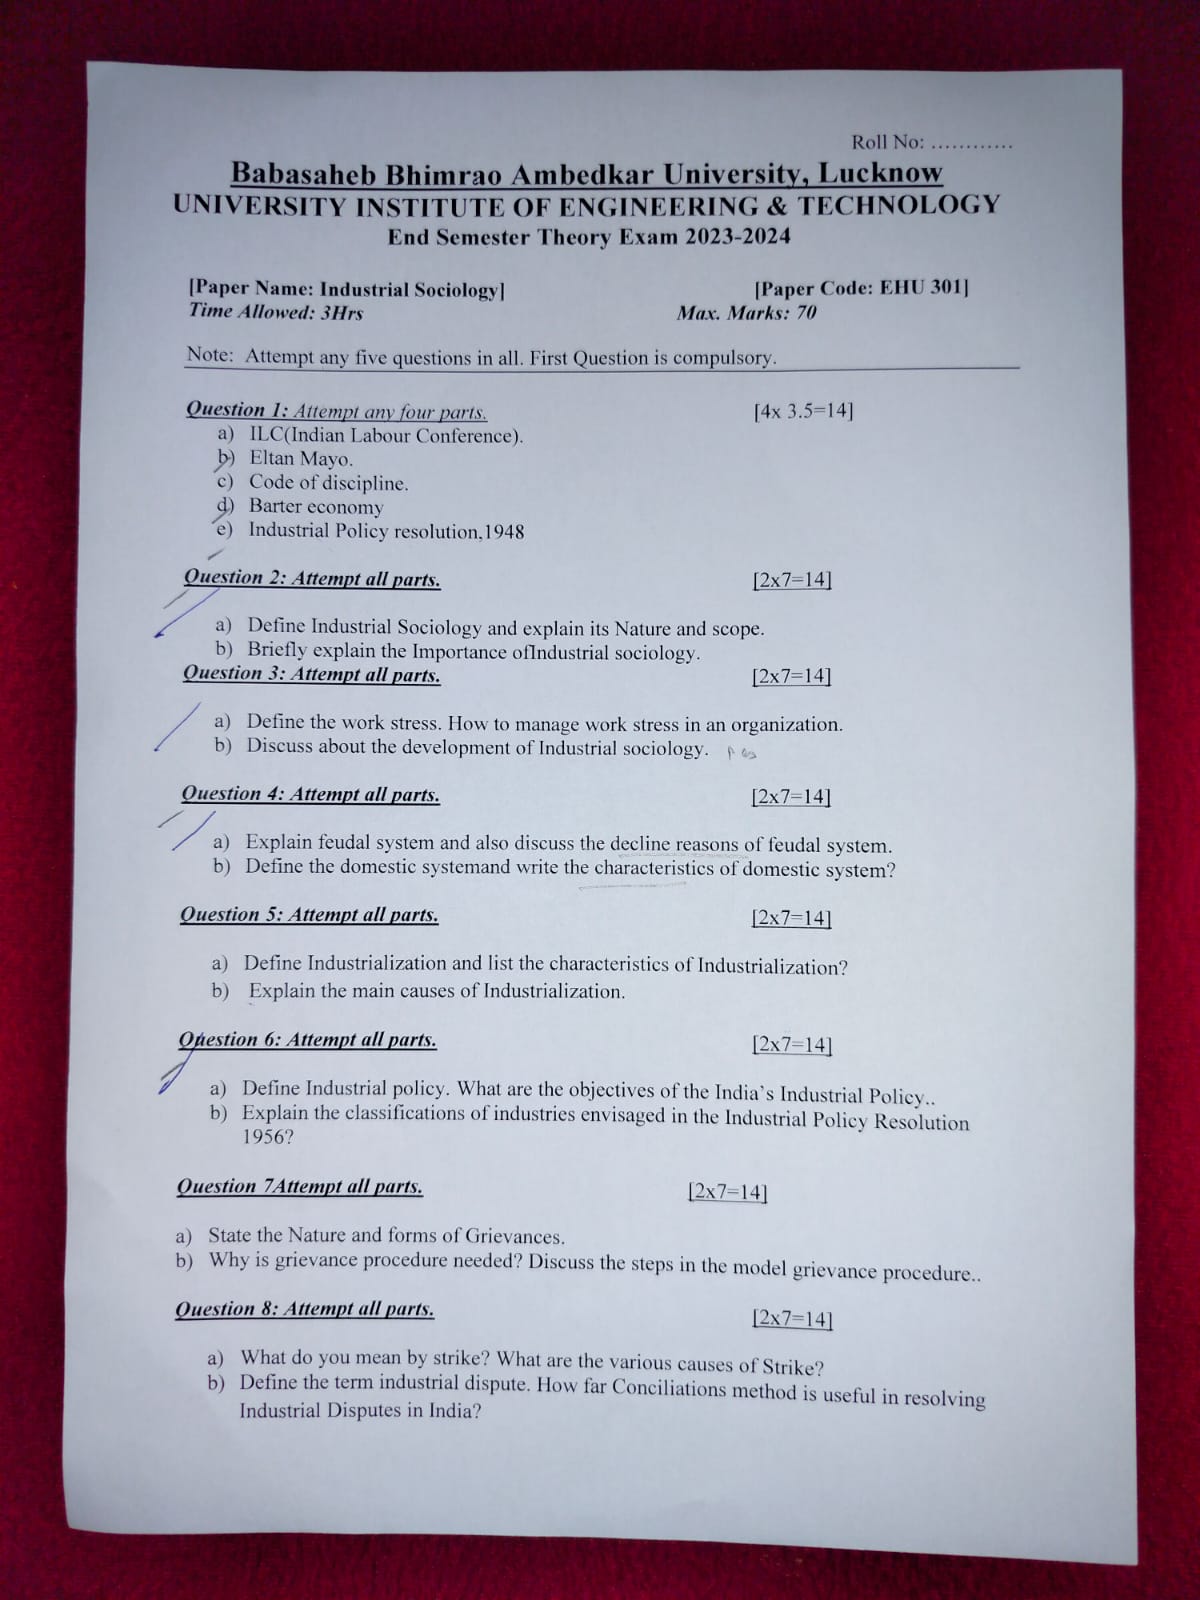 Roll No: ............
Babasaheb Bhimrao Ambedkar University, Lucknow
UNIVERSITY INSTITUTE OF ENGINEERING & TECHNOLOGY
End Semester Theory Exam 2023-2024
[Paper Name: Industrial Sociology] [Paper Code: EHU 301]
Time Allowed: 3Hrs Max. Marks: 70
Note: Attempt any five questions in all. First Question is compulsory.
Question 1: Attempt any four parts. [4x 3.5=14]
a) ILC(Indian Labour Conference).
b) Eltan Mayo.
c) Code of discipline.
d) Barter economy
e) Industrial Policy resolution,1948
Question 2: Attempt all parts. [2x7=14]
a) Define Industrial Sociology and explain its Nature and scope.
b) Briefly explain the Importance ofIndustrial sociology.
Question 3: Attempt all parts. [2x7=14]
a) Define the work stress. How to manage work stress in an organization.
b) Discuss about the development of Industrial sociology.
Question 4: Attempt all parts. [2x7=14]
a) Explain feudal system and also discuss the decline reasons of feudal system.
b) Define the domestic systemand write the characteristics of domestic system?
Question 5: Attempt all parts. [2x7=14]
a) Define Industrialization and list the characteristics of Industrialization?
b) Explain the main causes of Industrialization.
Question 6: Attempt all parts. [2x7=14]
a) Define Industrial policy. What are the objectives of the India's Industrial Policy..
b) Explain the classifications of industries envisaged in the Industrial Policy Resolution
1956?
Question 7Attempt all parts. [2x7=14]
a) State the Nature and forms of Grievances.
b) Why is grievance procedure needed? Discuss the steps in the model grievance procedure..
Question 8: Attempt all parts. [2x7=14]
a) What do you mean by strike? What are the various causes of Strike?
b) Define the term industrial dispute. How far Conciliations method is useful in resolving
Industrial Disputes in India?